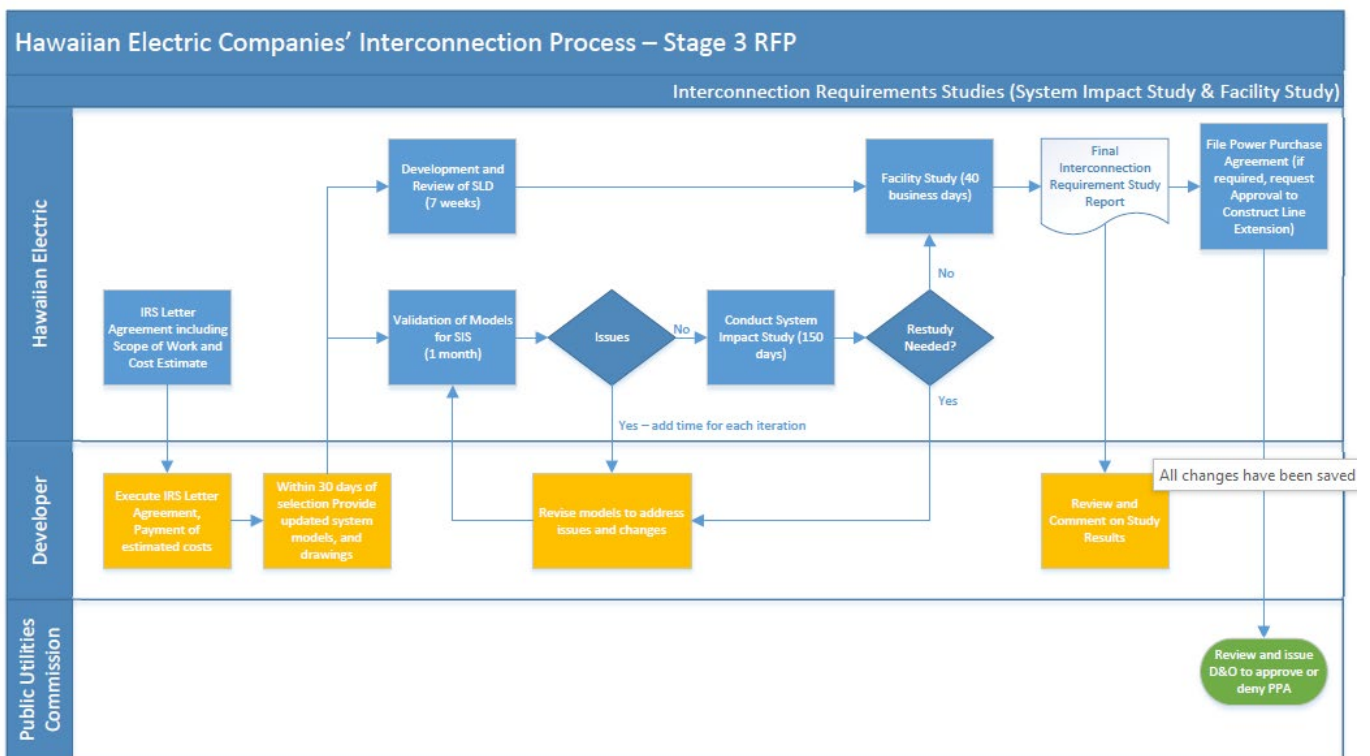 Hawaiian Electric Companies' Interconnection Process – Stage 3 RFP
Interconnection Requirements Studies (System Impact Study & Facility Study)
Hawaiian Electric
Development and
Review of SLD
(7 weeks)
Facility Study (40
business days)
Final
Interconnection
Requirement Study
Report
File Power Purchase
Agreement (if
required, request
Approval to
Construct Line
Extension)
No
IRS Letter
Agreement including
Scope of Work and
Cost Estimate
Validation of Models
for SIS
(1 month)
Issues
No
Conduct System
Impact Study (150
days)
Restudy
Needed?
Yes
Yes – add time for each iteration
Developer
Execute IRS Letter
Agreement,
Payment of
estimated costs
Within 30 days of
selection Provide
updated system
models, and
drawings
Revise models to address
issues and changes
Review and
Comment on Study
Results
All changes have been saved
Public Utilities
Commission
Review and issue
D&O to approve or
deny PPA